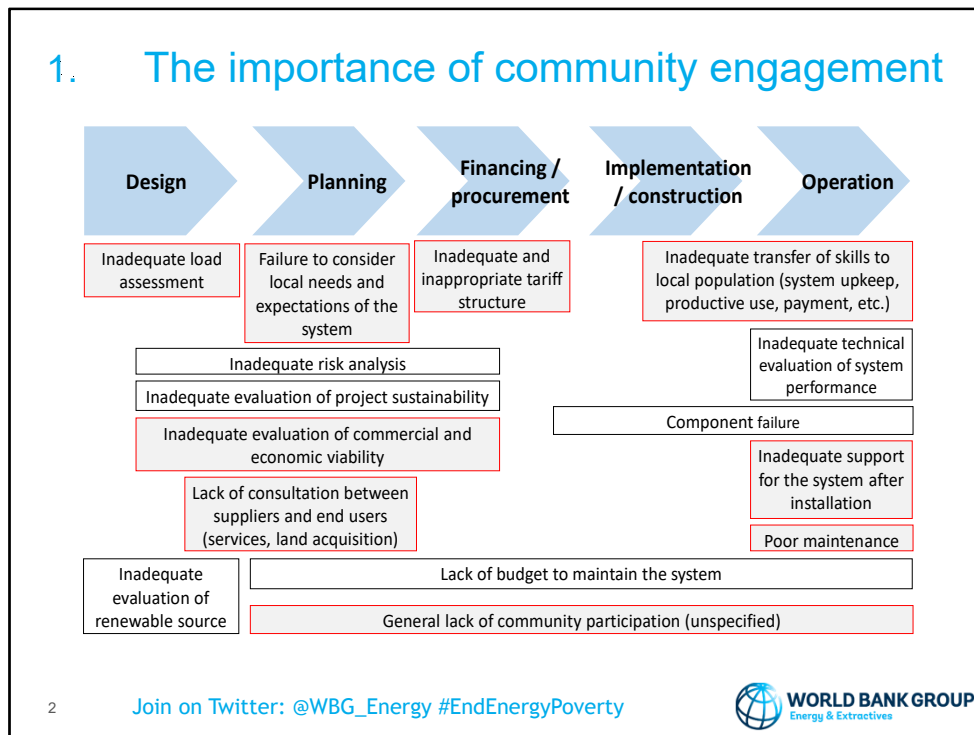 1. The importance of community engagement
Design
Planning
Financing /
procurement
Implementation
/ construction
Operation
Inadequate load
assessment
Failure to consider
local needs and
expectations of the
system
Inadequate and
inappropriate tariff
structure
Inadequate transfer of skills to
local population (system upkeep,
productive use, payment, etc.)
Inadequate risk analysis
Inadequate technical
evaluation of system
performance
Inadequate evaluation of project sustainability
Component failure
Inadequate evaluation of commercial and
economic viability
Inadequate support
for the system after
installation
Lack of consultation between
suppliers and end users
(services, land acquisition)
Poor maintenance
Inadequate
evaluation of
renewable source
Lack of budget to maintain the system
General lack of community participation (unspecified)
2
Join on Twitter: @WBG_Energy #EndEnergyPoverty
WORLD BANK GROUP
Energy & Extractives